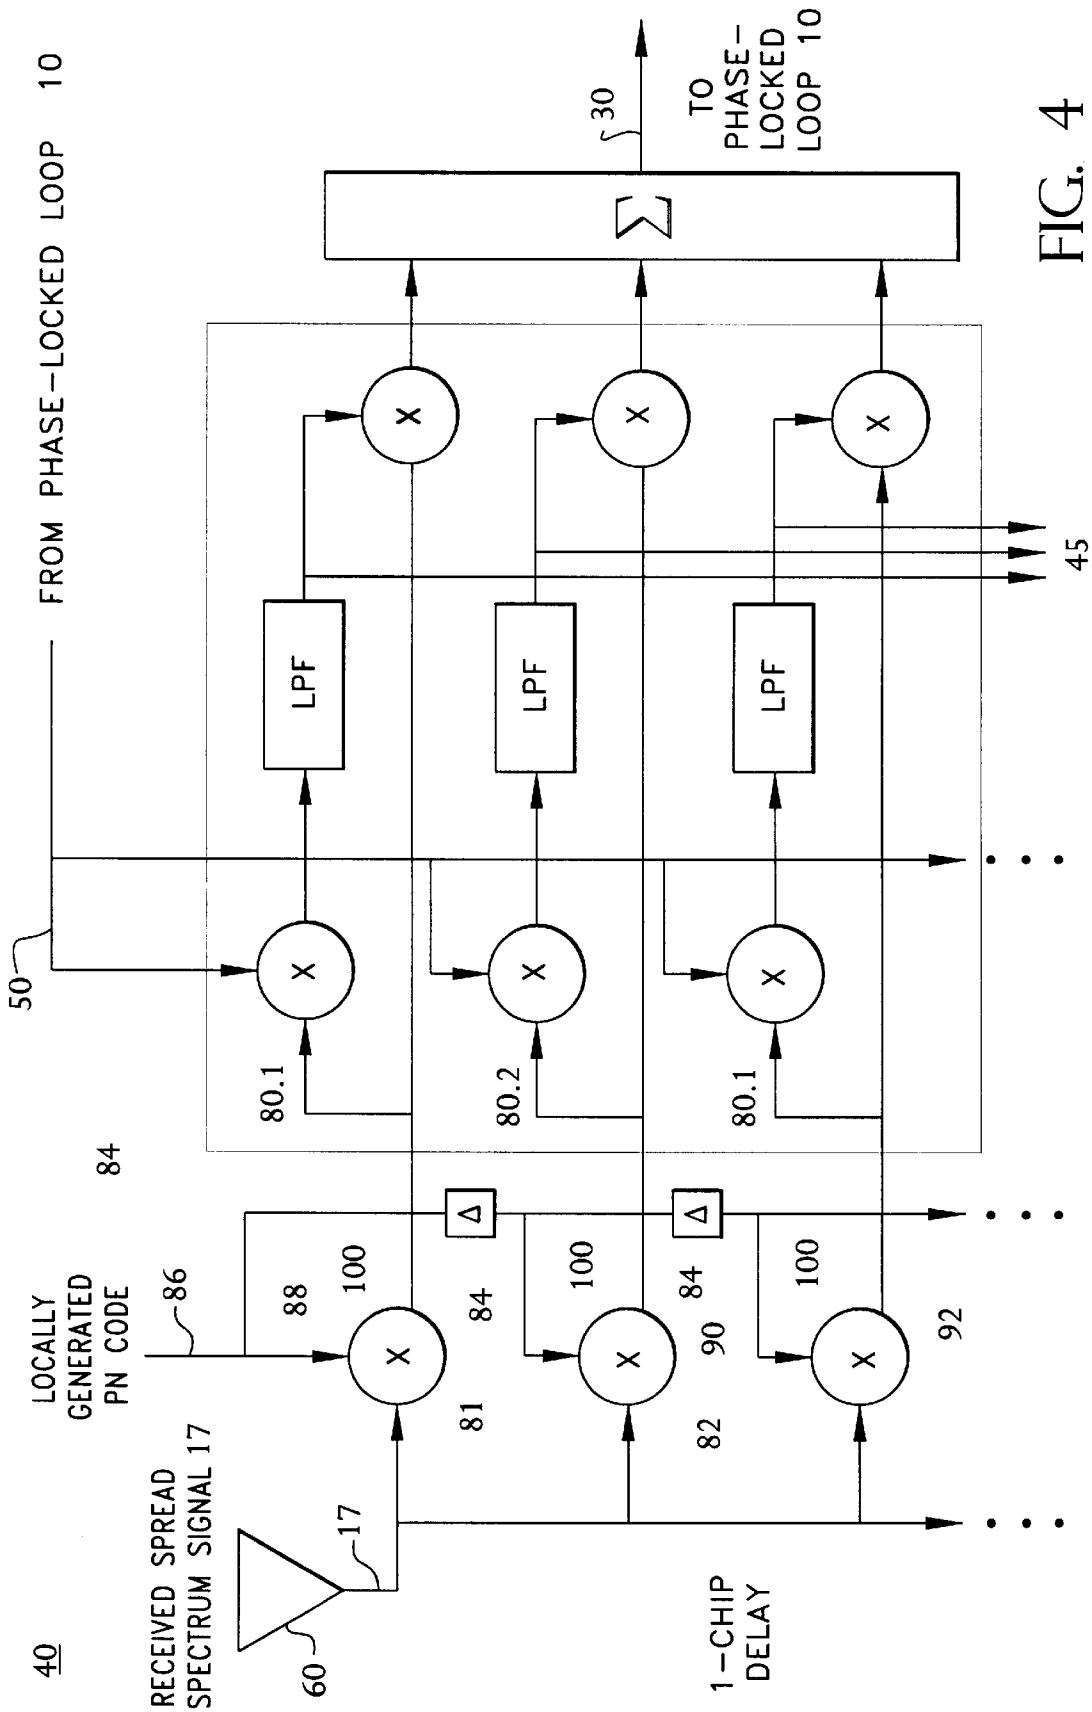 40
RECEIVED SPREAD
SPECTRUM SIGNAL 17
LOCALLY
GENERATED
PN CODE
84
50
FROM PHASE-LOCKED LOOP 10
86
60
17
88
100
80.1
LPF
X
X
X
81
84
Δ
100
80.2
LPF
X
X
X
82
90
84
Δ
100
80.1
LPF
X
X
X
92
Σ
30
TO
PHASE-
LOCKED
LOOP 10
1-CHIP
DELAY
45
FIG. 4